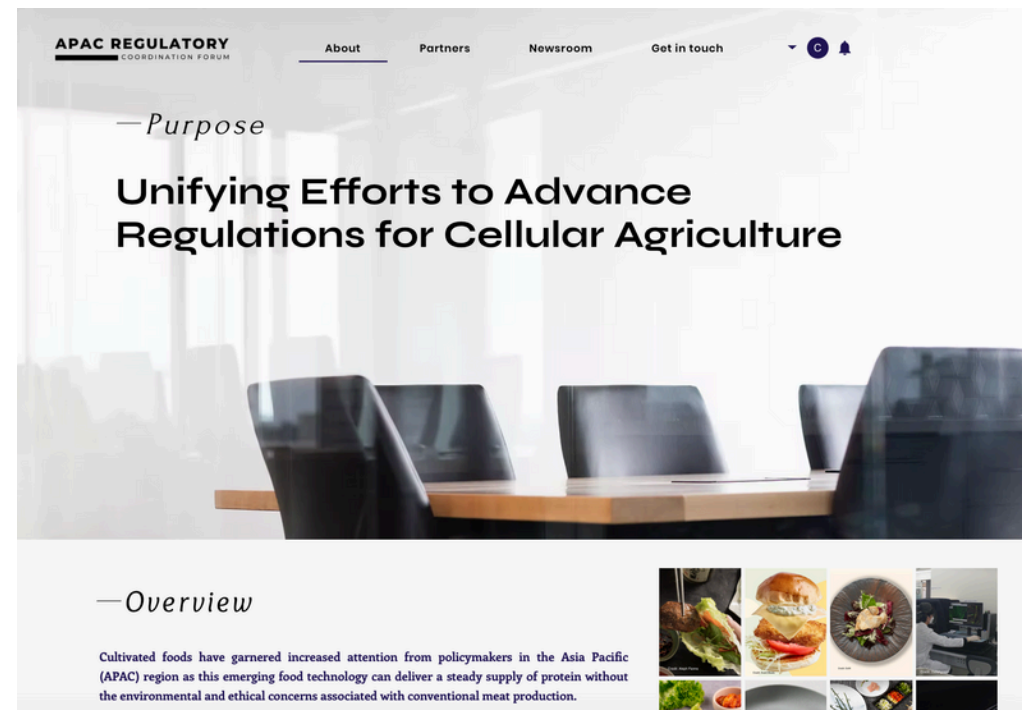 APAC REGULATORY
COORDINATION FORUM
About
Partners
Newsroom
Get in touch
C
—Purpose
Unifying Efforts to Advance
Regulations for Cellular Agriculture
—Overview
Cultivated foods have garnered increased attention from policymakers in the Asia Pacific
(APAC) region as this emerging food technology can deliver a steady supply of protein without
the environmental and ethical concerns associated with conventional meat production.